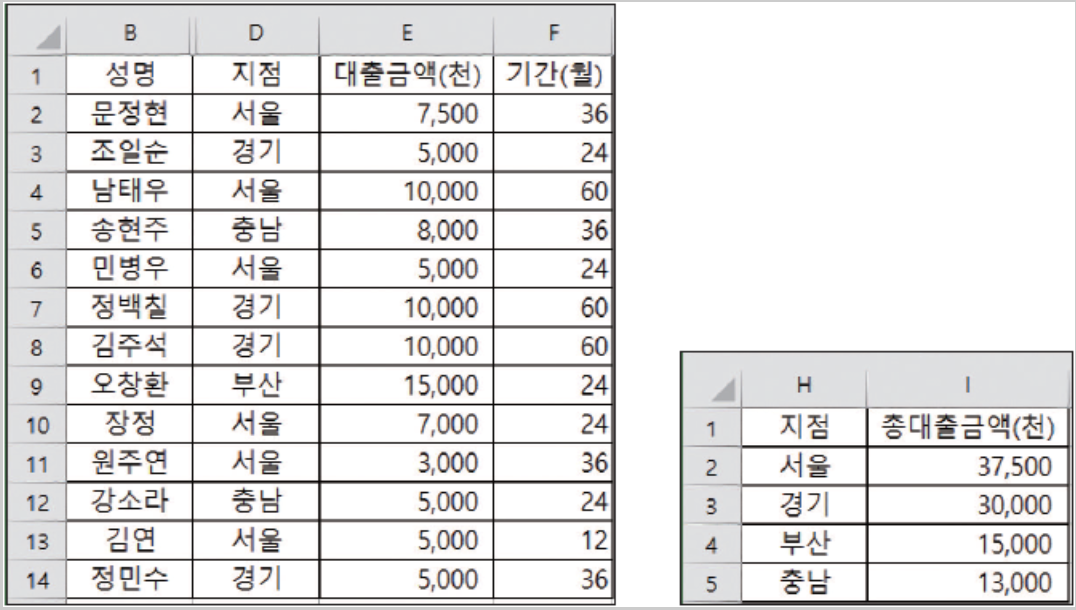 B D E F
1 성명 지점 대출금액(천) 기간(월)
2 문정현 서울 7,500 36
3 조일순 경기 5,000 24
4 남태우 서울 10,000 60
5 송현주 충남 8,000 36
6 민병우 서울 5,000 24
7 정백칠 경기 10,000 60
8 김주석 경기 10,000 60
9 오창환 부산 15,000 24
10 장정 서울 7,000 24
11 원주연 서울 3,000 36
12 강소라 충남 5,000 24
13 김연 서울 5,000 12
14 정민수 경기 5,000 36
H I
1 지점 총대출금액(천)
2 서울 37,500
3 경기 30,000
4 부산 15,000
5 충남 13,000